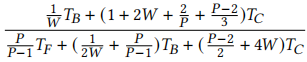 \frac{\frac{1}{W}T_B + (1 + 2W + \frac{2}{P} + \frac{P-2}{3})T_C}{\frac{P}{P-1}T_F + (\frac{1}{2W} + \frac{P}{P-1})T_B + (\frac{P-2}{2} + 4W)T_C}